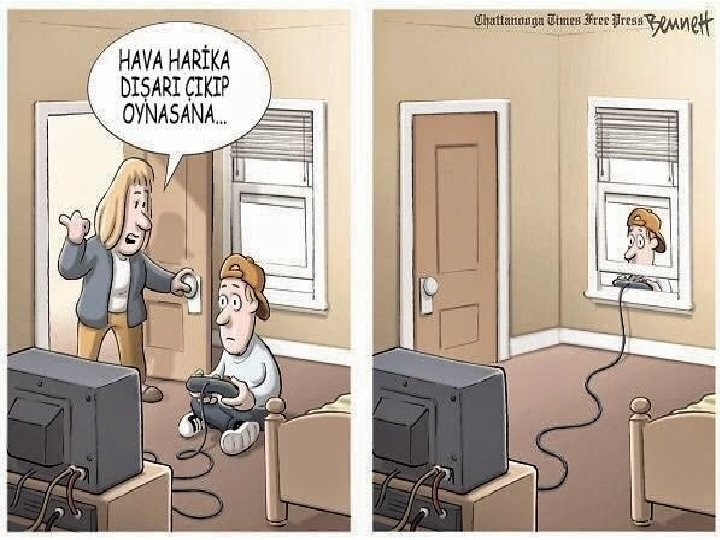 HAVA HARİKA
DIŞARI ÇIKIP
OYNASANA...
Chattanooga Times Free Press Bennett